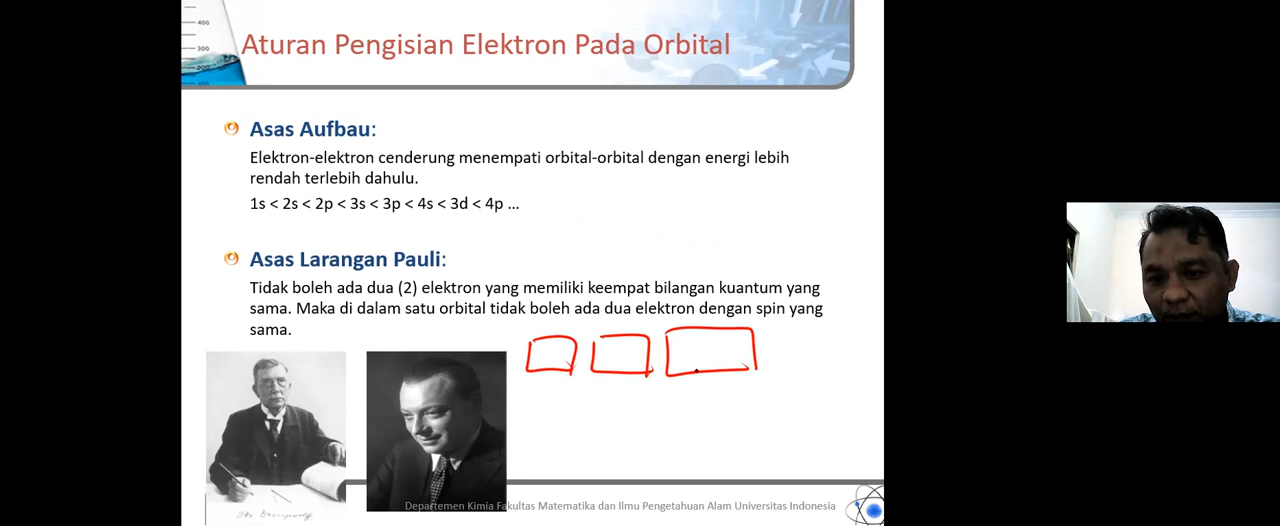 400
300
200
Aturan Pengisian Elektron Pada Orbital
Asas Aufbau:
Elektron-elektron cenderung menempati orbital-orbital dengan energi lebih
rendah terlebih dahulu.
1s < 2s < 2p < 3s < 3p < 4s < 3d < 4p ...
Asas Larangan Pauli:
Tidak boleh ada dua (2) elektron yang memiliki keempat bilangan kuantum yang
sama. Maka di dalam satu orbital tidak boleh ada dua elektron dengan spin yang
sama.
Departemen Kimia Fakultas Matematika dan Ilmu Pengetahuan Alam Universitas Indonesia